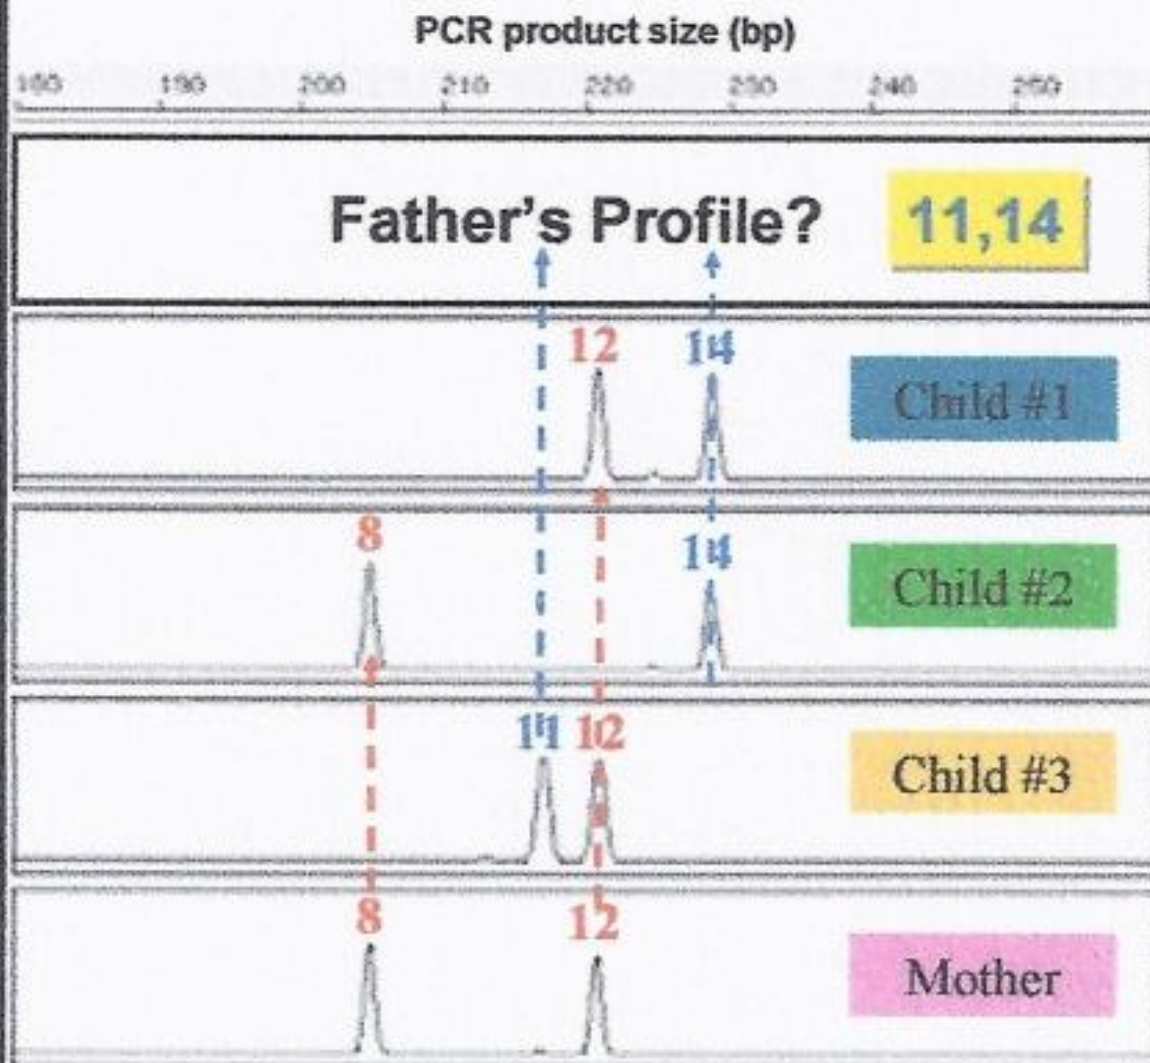 PCR product size (bp)
190 200 210 220 230 240
Father's Profile? 11,14
12 14
Child #1
8 14
Child #2
11 12
Child #3
8 12
Mother